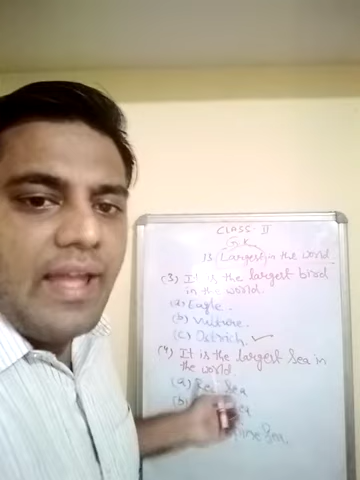 CLASS - II
G.K
13. Largest in the world.
(3) It is the largest bird
in the world.
(a) Eagle.
(b) Vulture.
(c) Ostrich.
(4) It is the largest Sea in
the world.
(a) Red Sea
(b)
Sea.